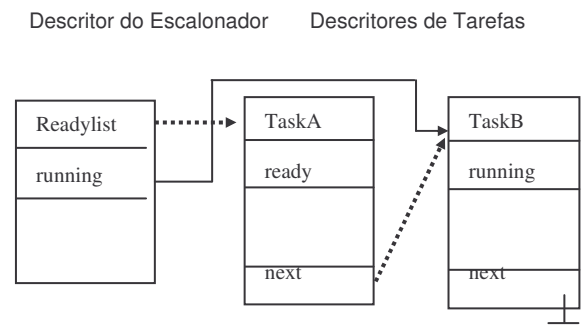 Descritor do Escalonador
Descritores de Tarefas
Readylist
running
TaskA
ready
next
TaskB
running
next